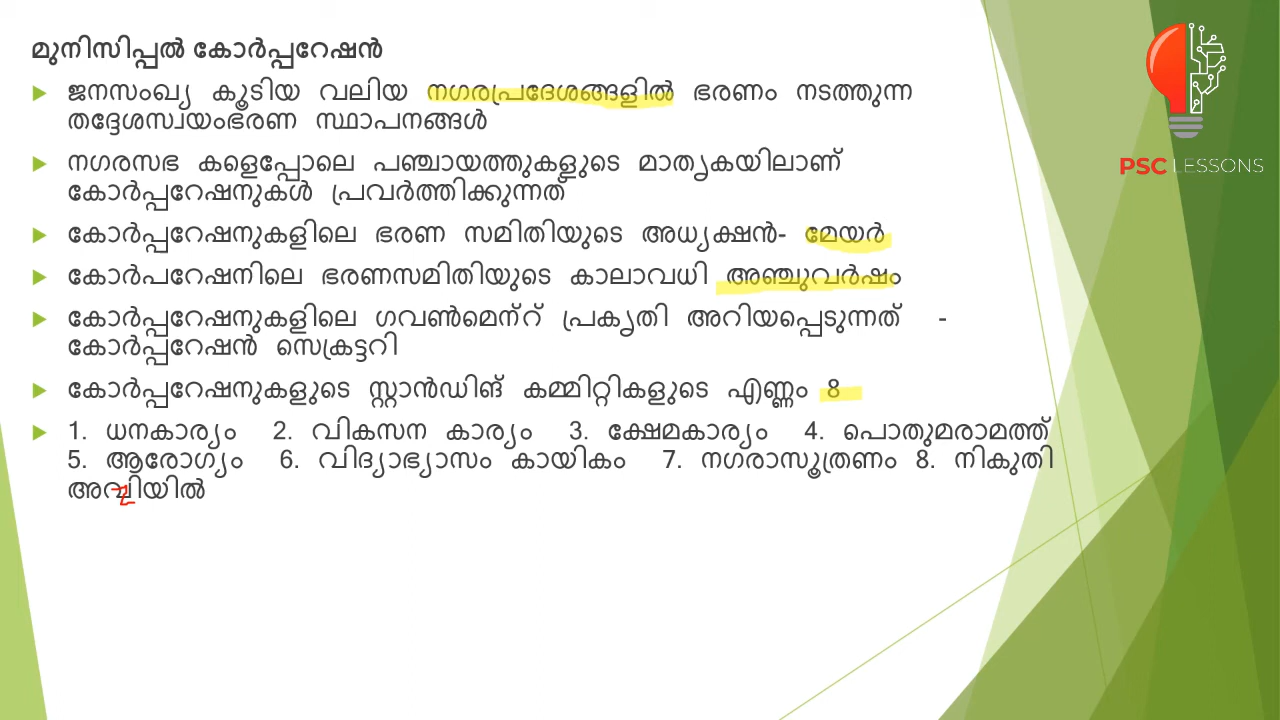 മുനിസിപ്പൽ കോർപ്പറേഷൻ
ജനസംഖ്യ കൂടിയ വലിയ നഗരപ്രദേശങ്ങളിൽ ഭരണം നടത്തുന്ന
തദ്ദേശസ്വയംഭരണ സ്ഥാപനങ്ങൾ
നഗരസഭ കളെപ്പോലെ പഞ്ചായത്തുകളുടെ മാതൃകയിലാണ്
കോർപ്പറേഷനുകൾ പ്രവർത്തിക്കുന്നത്
കോർപ്പറേഷനുകളിലെ ഭരണ സമിതിയുടെ അധ്യക്ഷൻ- മേയർ
കോർപറേഷനിലെ ഭരണസമിതിയുടെ കാലാവധി അഞ്ചുവർഷം
കോർപ്പറേഷനുകളിലെ ഗവൺമെന്റ് പ്രകൃതി അറിയപ്പെടുന്നത് -
കോർപ്പറേഷൻ സെക്രട്ടറി
കോർപ്പറേഷനുകളുടെ സ്റ്റാൻഡിങ് കമ്മിറ്റികളുടെ എണ്ണം 8
1. ധനകാര്യം 2. വികസന കാര്യം 3. ക്ഷേമകാര്യം 4. പൊതുമരാമത്ത്
5. ആരോഗ്യം 6. വിദ്യാഭ്യാസം കായികം 7. നഗരാസൂത്രണം 8. നികുതി
PSC LESSONS